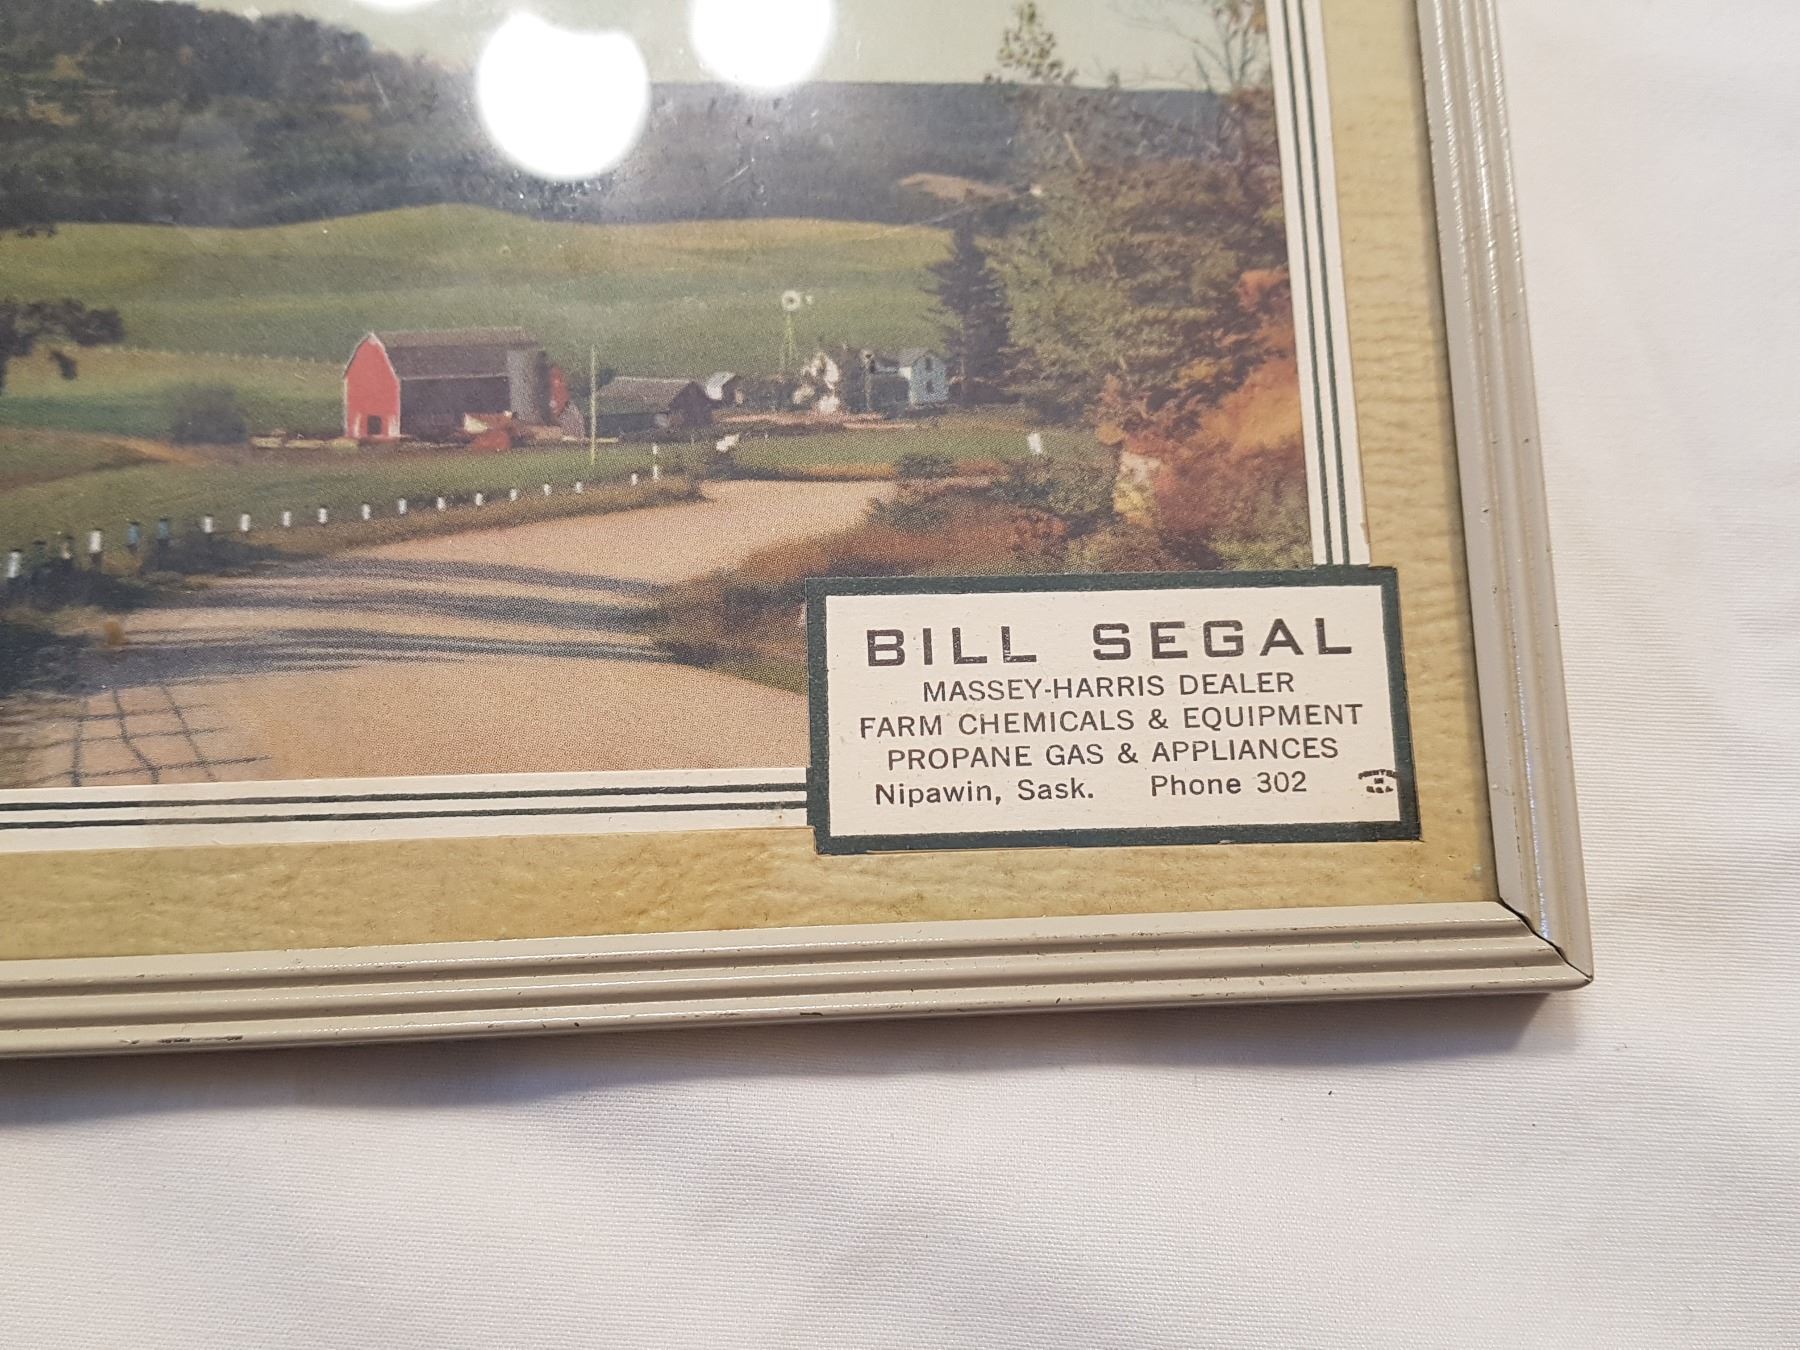 BILL SEGAL
MASSEY-HARRIS DEALER
FARM CHEMICALS & EQUIPMENT
PROPANE GAS & APPLIANCES
Nipawin, Sask. Phone 302